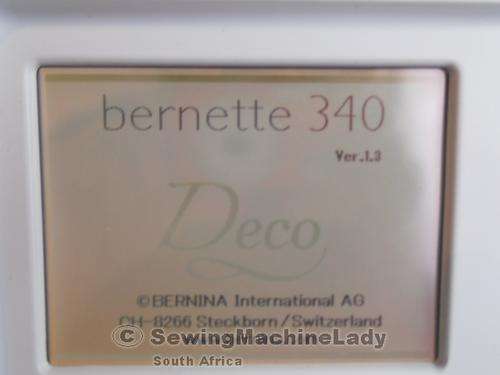 bernette 340
Ver.1.3
Deco
©BERNINA International AG
CH-8266 Steckborn/Switzerland
© SewingMachineLady
South Africa